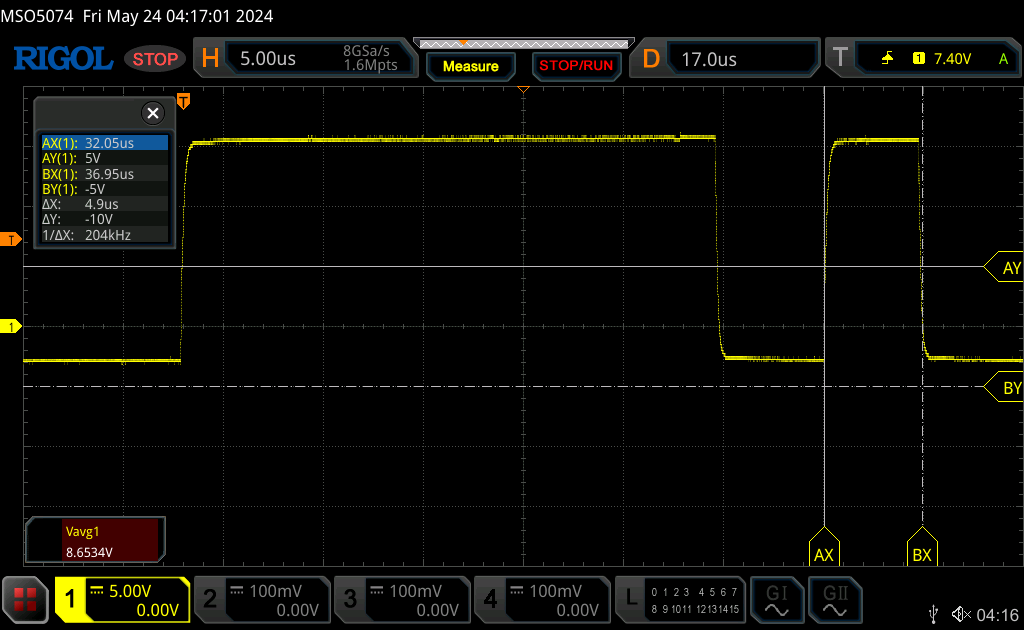 MSO5074 Fri May 24 04:17:01 2024
RIGOL
STOP
H
5.00us
8GSa/s
1.6Mpts
Measure
STOP/RUN
D
17.0us
T
1
7.40V
A
T
AX(1): 32.05us
AY(1): 5V
BX(1): 36.95us
BY(1): -5V
ΔX: 4.9us
ΔY: -10V
1/ΔX: 204kHz
T
AY
1
BY
Vavg1
8.6534V
AX
BX
1
5.00V
0.00V
2
100mV
0.00V
3
100mV
0.00V
4
100mV
0.00V
L
0 1 2 3 4 5 6 7
8 9 10 11 12 13 14 15
GI
GII
04:16